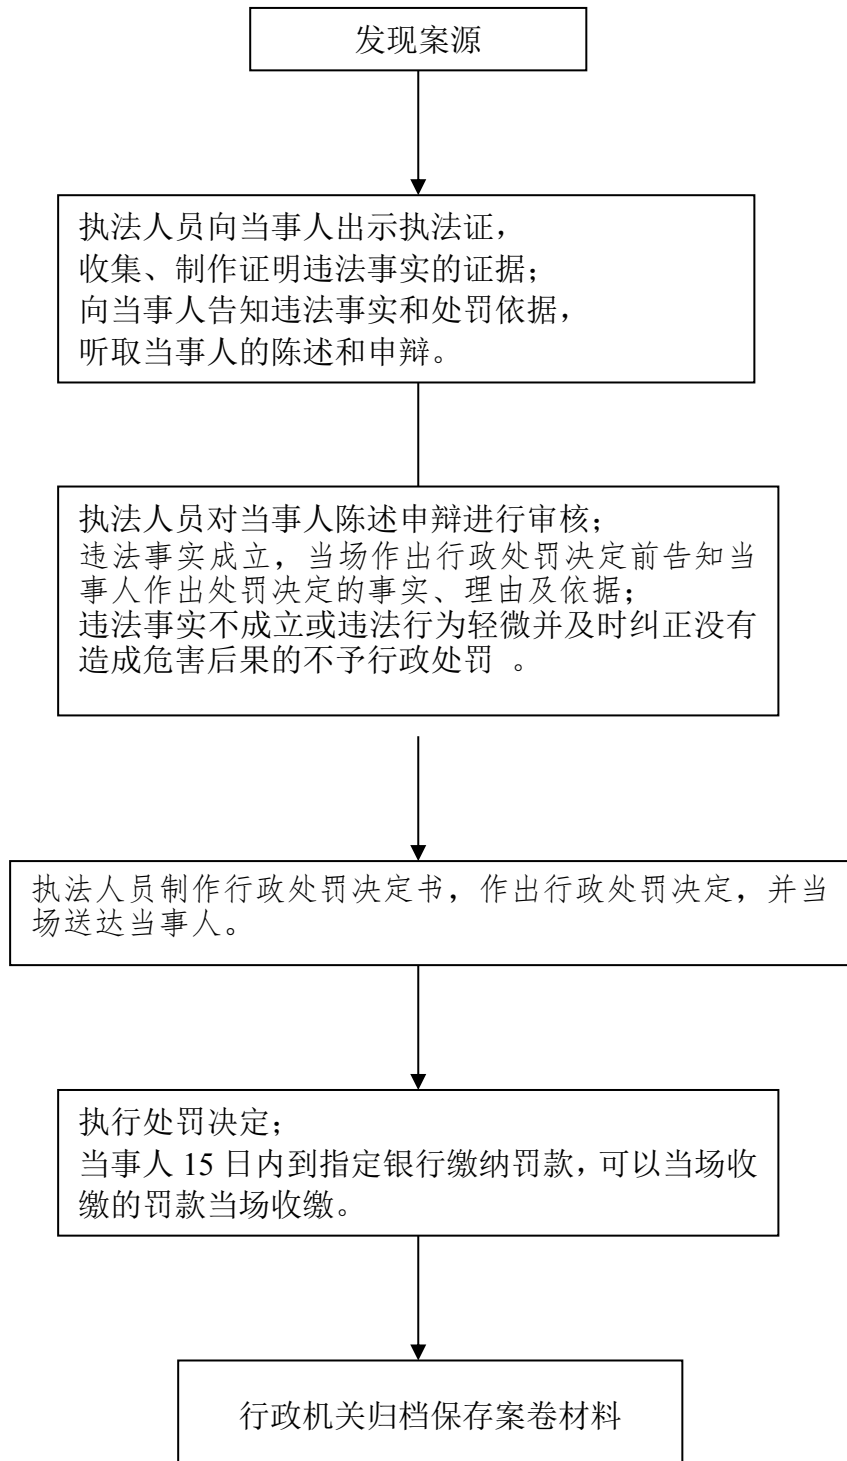 发现案源
执法人员向当事人出示执法证，
收集、制作证明违法事实的证据；
向当事人告知违法事实和处罚依据，
听取当事人的陈述和申辩。
执法人员对当事人陈述申辩进行审核；
违法事实成立，当场作出行政处罚决定前告知当
事人作出处罚决定的事实、理由及依据；
违法事实不成立或违法行为轻微并及时纠正没有
造成危害后果的不予行政处罚 。
执法人员制作行政处罚决定书，作出行政处罚决定，并当
场送达当事人。
执行处罚决定；
当事人 15 日内到指定银行缴纳罚款，可以当场收
缴的罚款当场收缴。
行政机关归档保存案卷材料